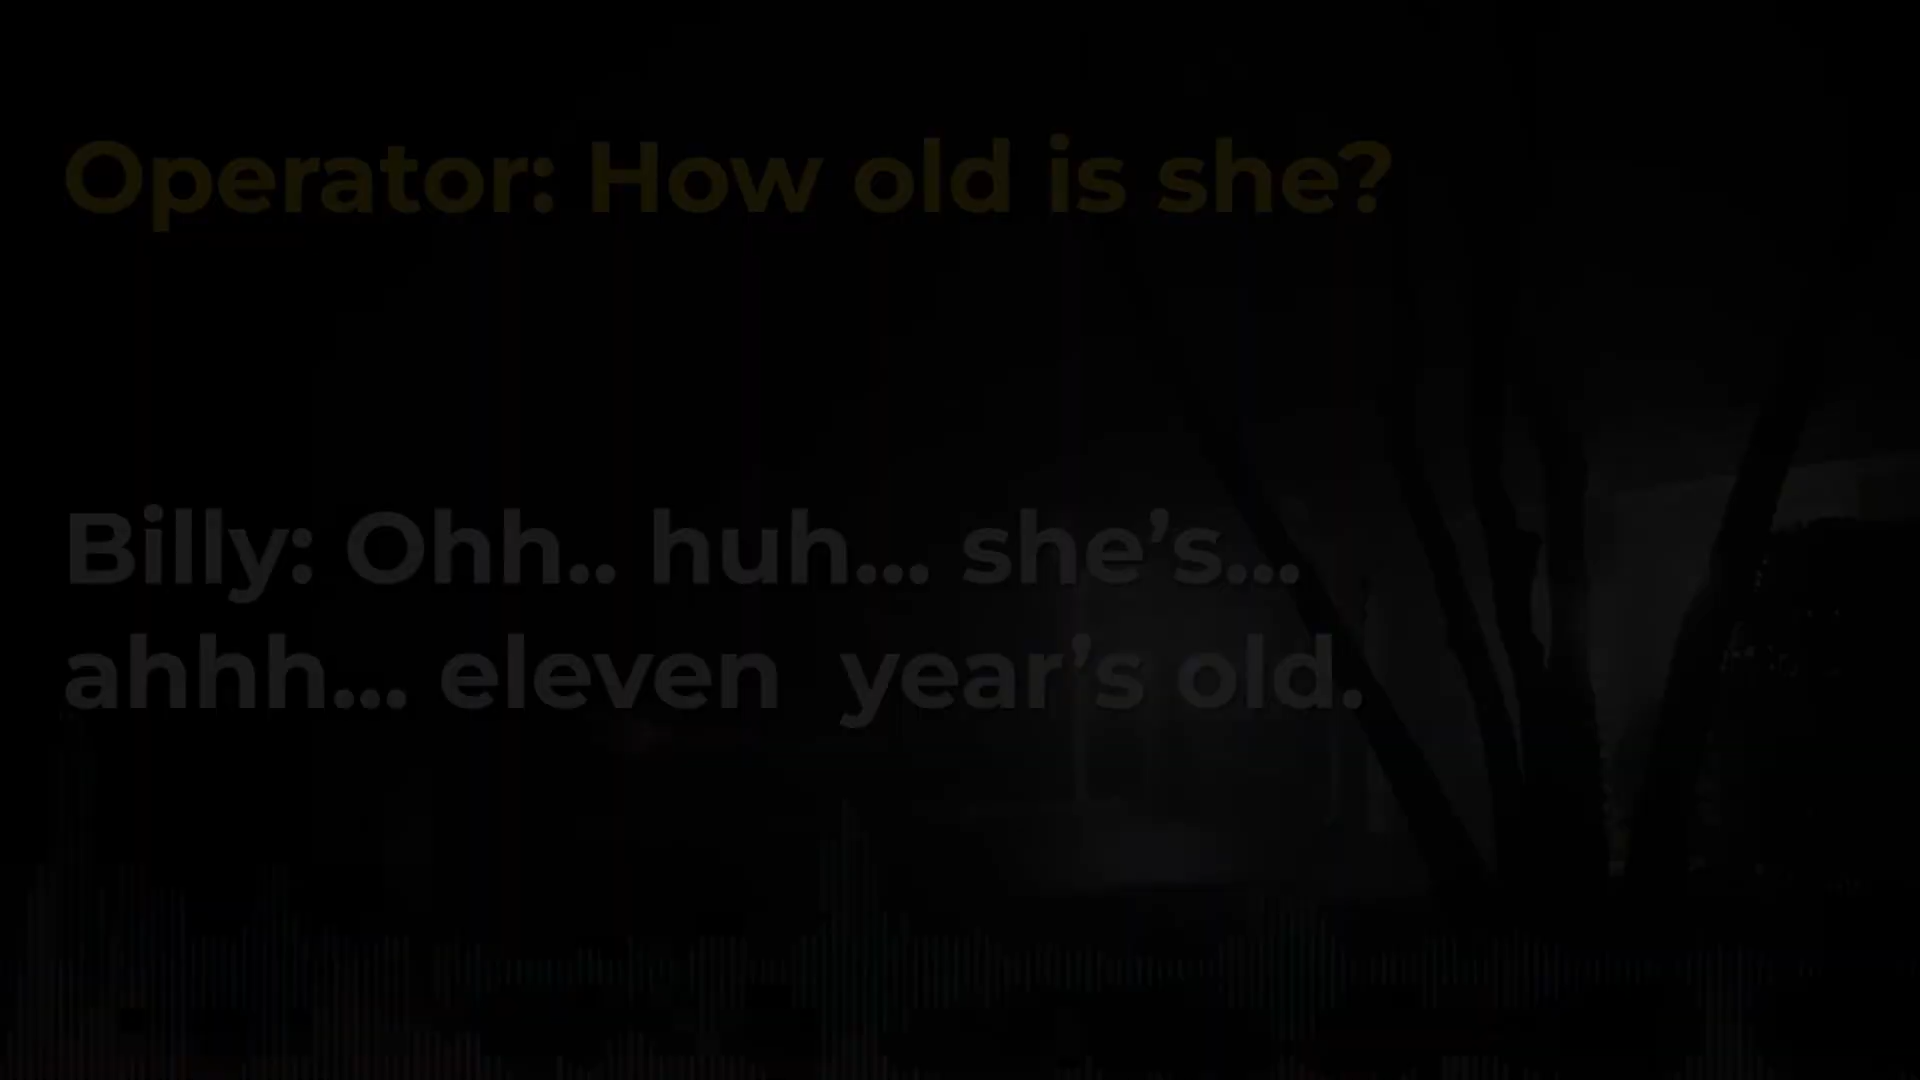 Operator: How old is she?
Billy: Ohh.. huh... she's...
ahhh... eleven  year's old.